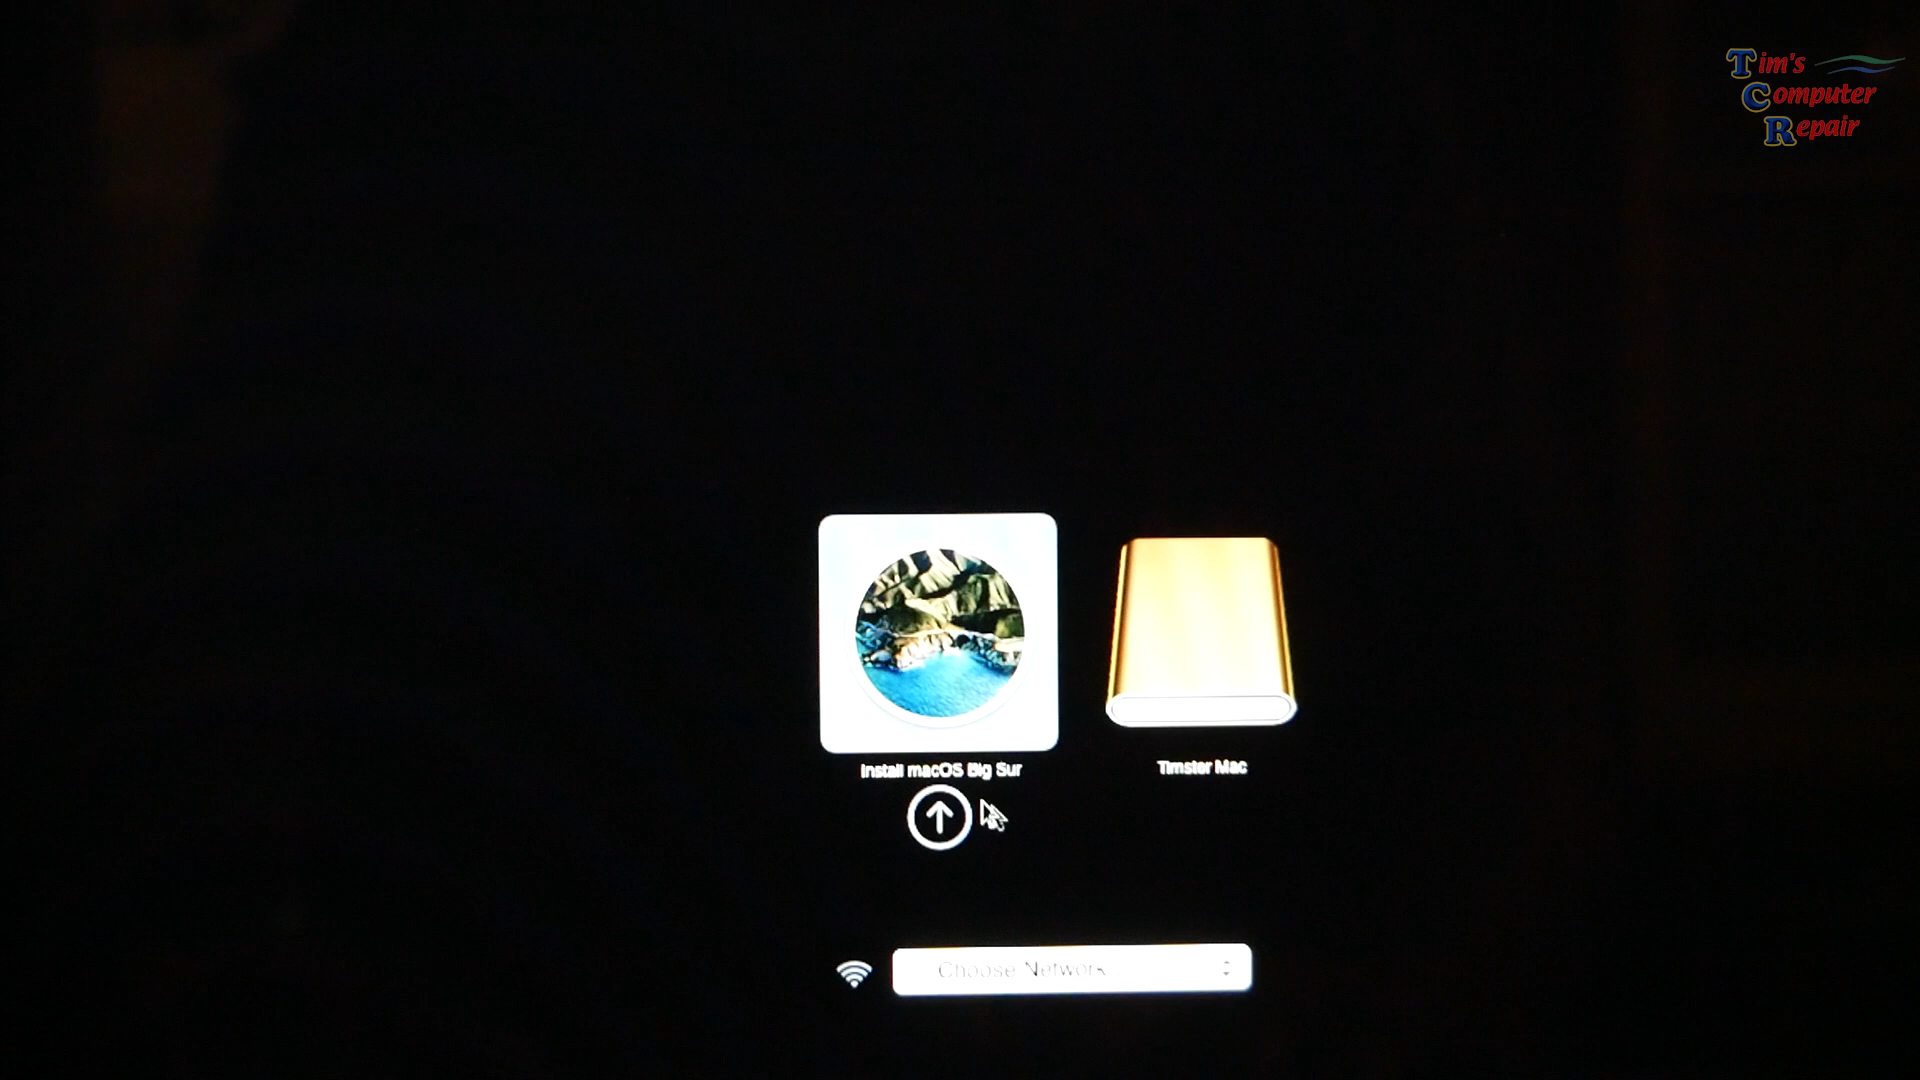 Tim's
Computer
Repair
Install macOS Big Sur
Timster Mac
Choose Network